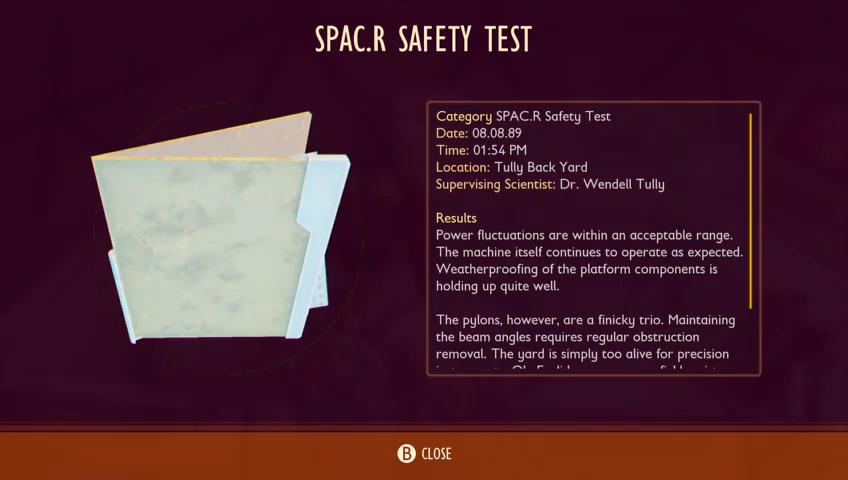 SPAC.R SAFETY TEST
Category SPAC.R Safety Test
Date: 08.08.89
Time: 01:54 PM
Location: Tully Back Yard
Supervising Scientist: Dr. Wendell Tully
Results
Power fluctuations are within an acceptable range.
The machine itself continues to operate as expected.
Weatherproofing of the platform components is
holding up quite well.
The pylons, however, are a finicky trio. Maintaining
the beam angles requires regular obstruction
removal. The yard is simply too alive for precision
B CLOSE